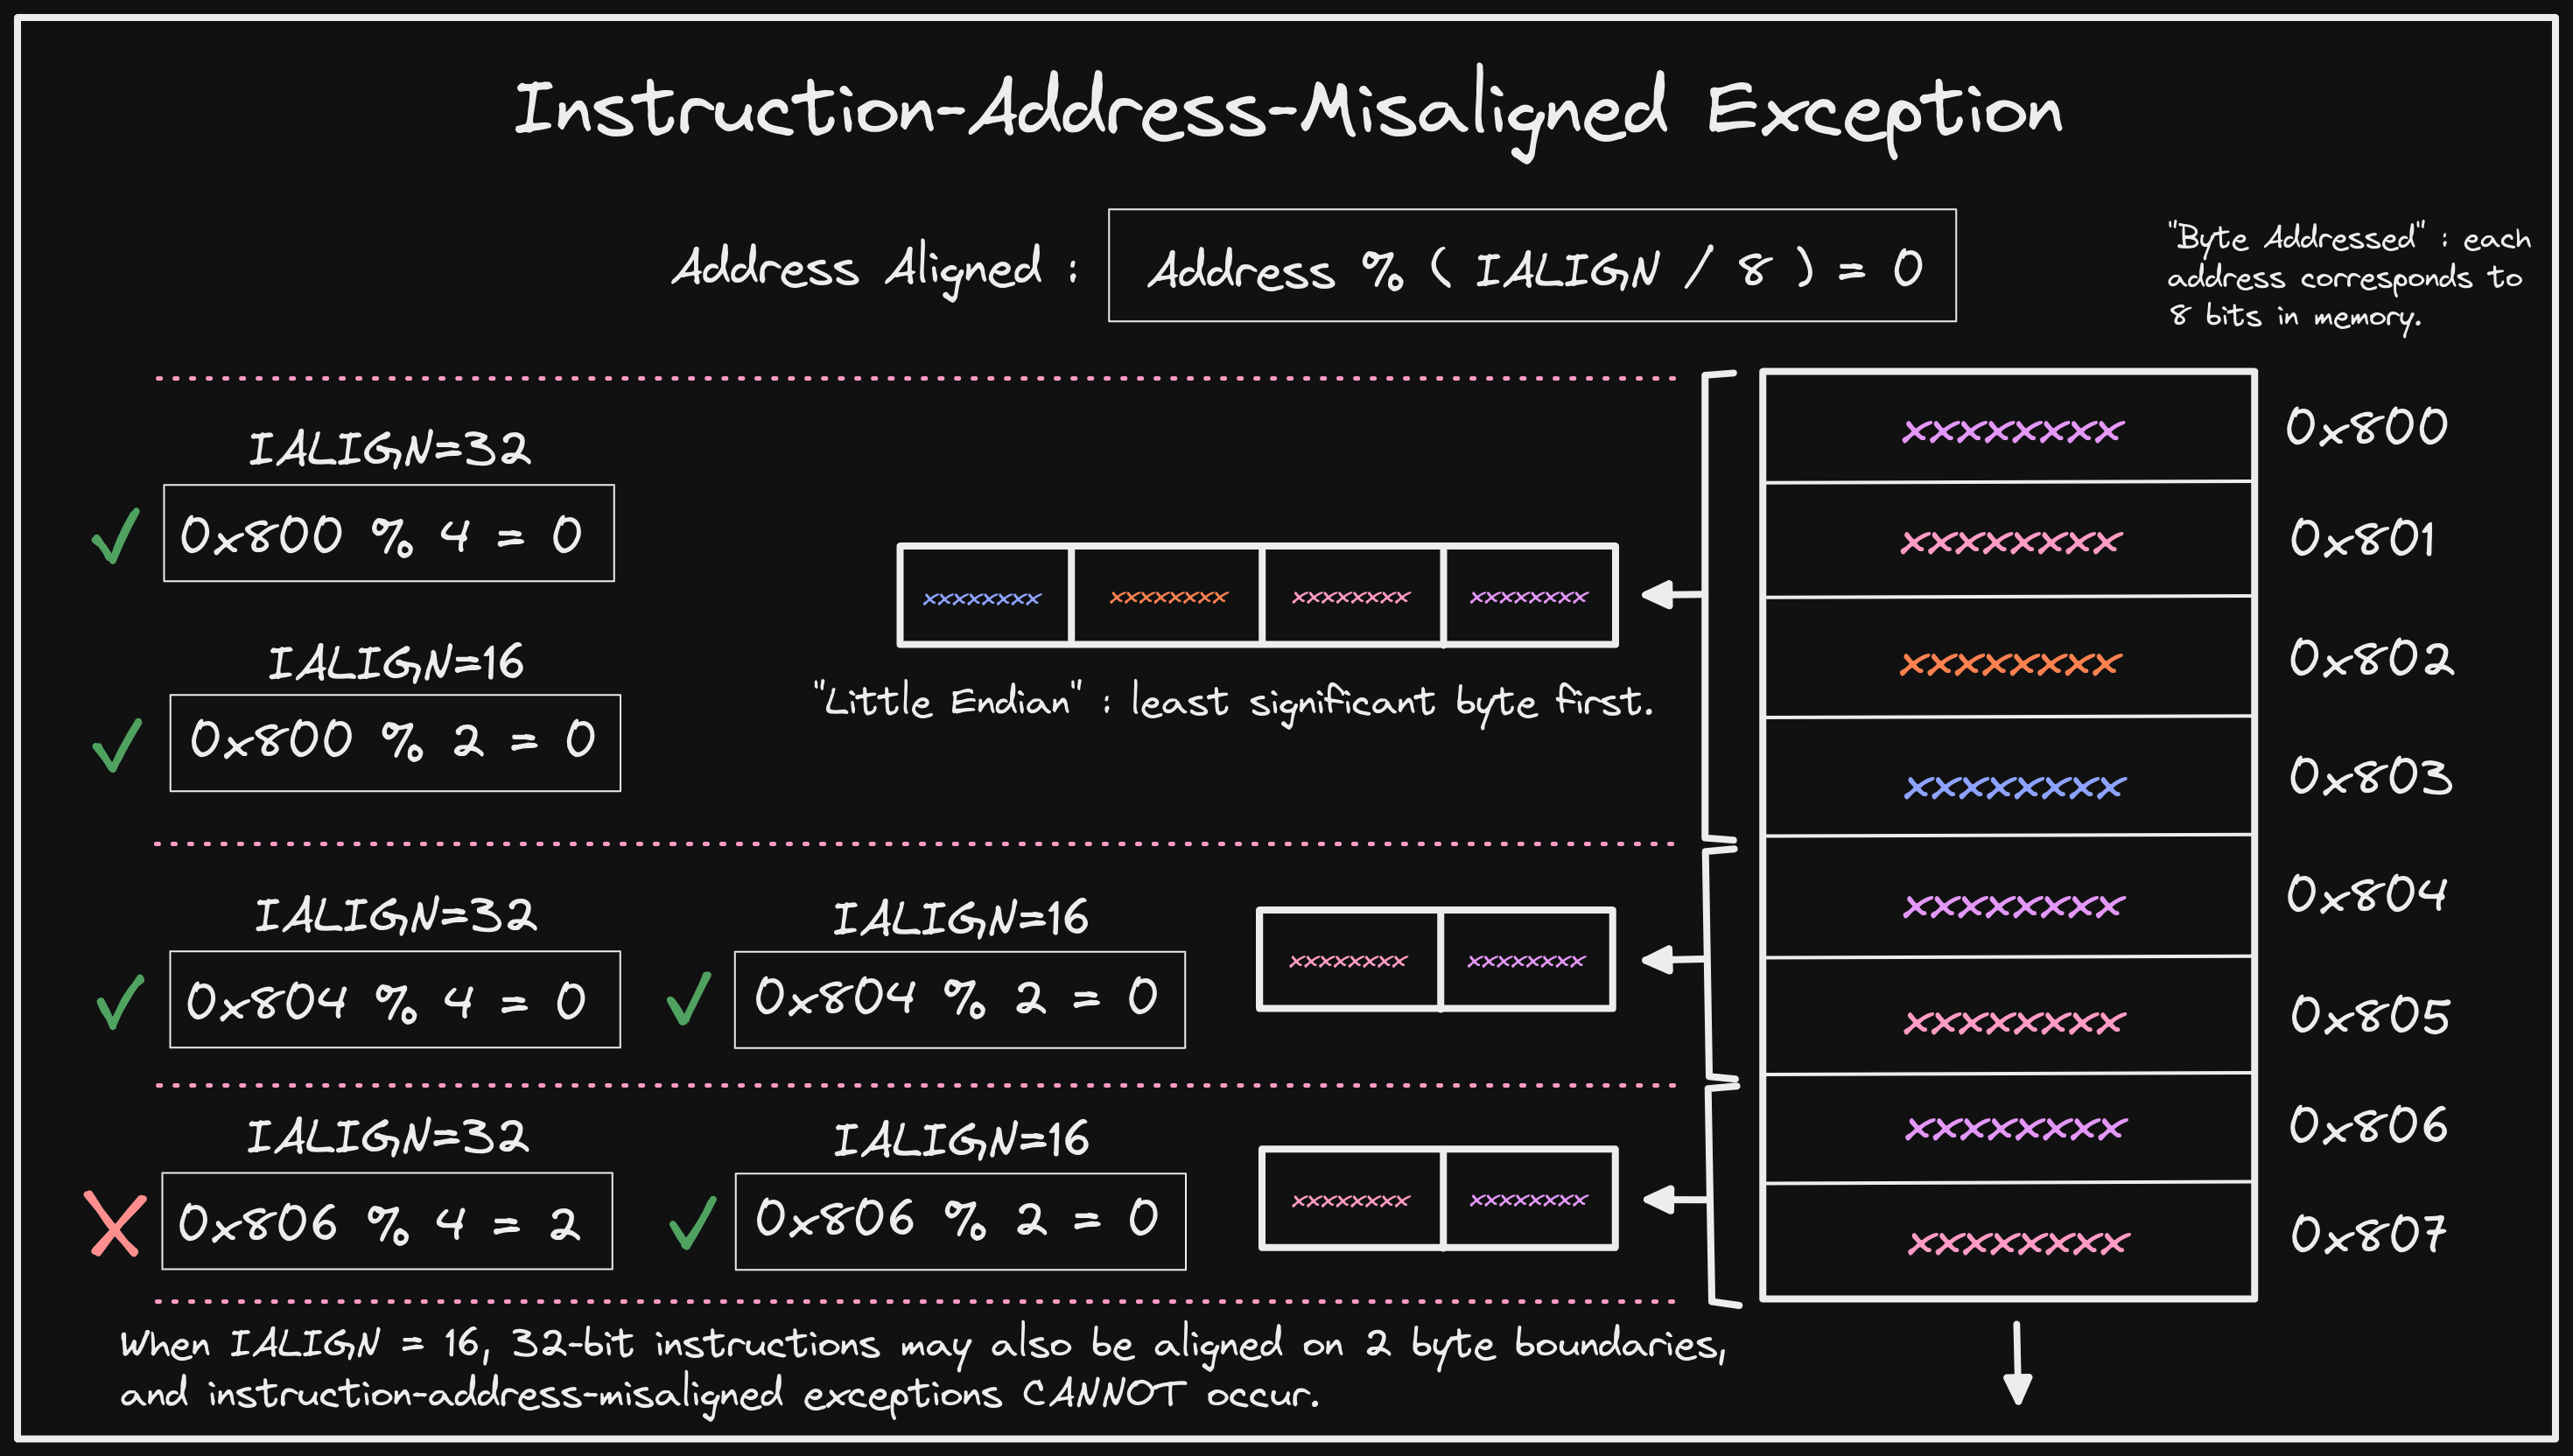 Instruction-Address-Misaligned Exception
Address Aligned :
Address % ( IALIGN / 8 ) = 0
"Byte Addressed" : each
address corresponds to
8 bits in memory.
IALIGN=32
0x800 % 4 = 0
IALIGN=16
0x800 % 2 = 0
xxxxxxxx xxxxxxxx xxxxxxxx xxxxxxxx
"Little Endian" : least significant byte first.
xxxxxxxx 0x800
xxxxxxxx 0x801
xxxxxxxx 0x802
xxxxxxxx 0x803
IALIGN=32
0x804 % 4 = 0
IALIGN=16
0x804 % 2 = 0
xxxxxxxx xxxxxxxx
xxxxxxxx 0x804
xxxxxxxx 0x805
IALIGN=32
0x806 % 4 = 2
IALIGN=16
0x806 % 2 = 0
xxxxxxxx xxxxxxxx
xxxxxxxx 0x806
xxxxxxxx 0x807
When IALIGN = 16, 32-bit instructions may also be aligned on 2 byte boundaries,
and instruction-address-misaligned exceptions CANNOT occur.